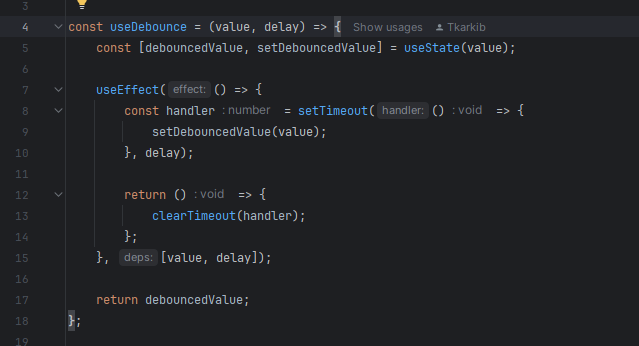 3
4 const useDebounce = (value, delay) => { Show usages Tkarkib
5 const [debouncedValue, setDebouncedValue] = useState(value);
6
7 useEffect( effect: () => {
8 const handler : number = setTimeout( handler: () : void => {
9 setDebouncedValue(value);
10 }, delay);
11
12 return () : void => {
13 clearTimeout(handler);
14 };
15 }, deps: [value, delay]);
16
17 return debouncedValue;
18 };
19